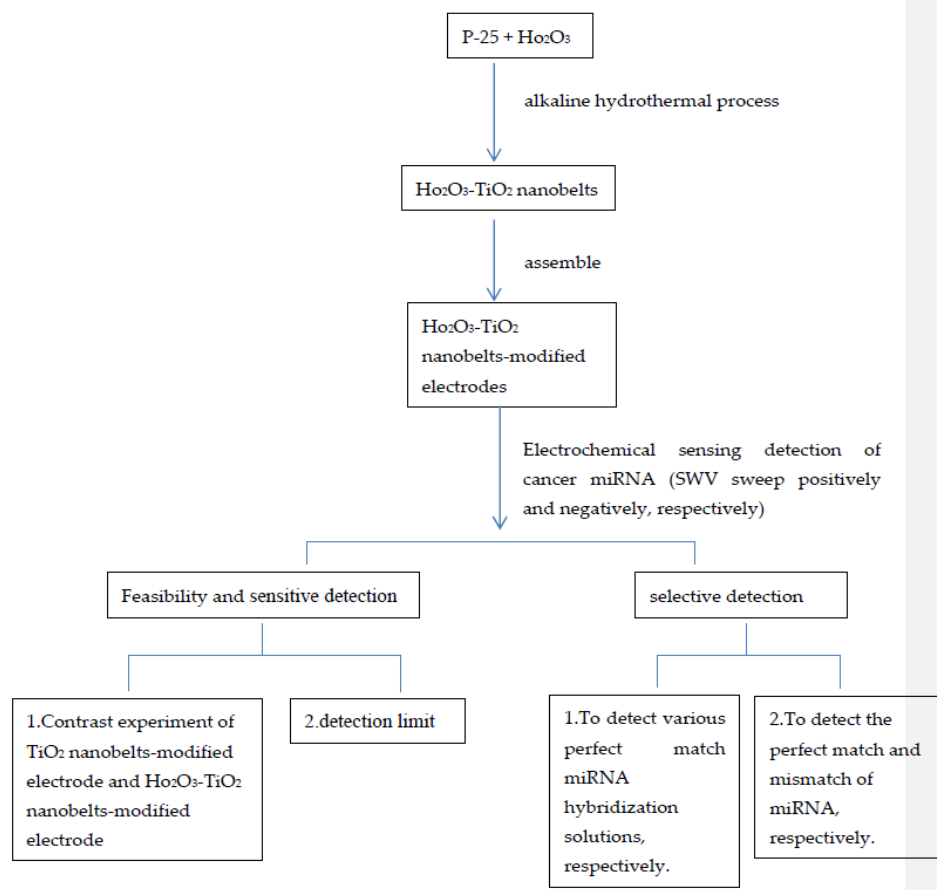 P-25 + Ho₂O₃
alkaline hydrothermal process
Ho₂O₃-TiO₂ nanobelts
assemble
Ho₂O₃-TiO₂
nanobelts-modified
electrodes
Electrochemical sensing detection of
cancer miRNA (SWV sweep positively
and negatively, respectively)
Feasibility and sensitive detection
selective detection
1.Contrast experiment of
TiO₂ nanobelts-modified
electrode and Ho₂O₃-TiO₂
nanobelts-modified
electrode
2.detection limit
1.To detect various
perfect match
miRNA
hybridization
solutions,
respectively.
2.To detect the
perfect match and
mismatch of
miRNA,
respectively.